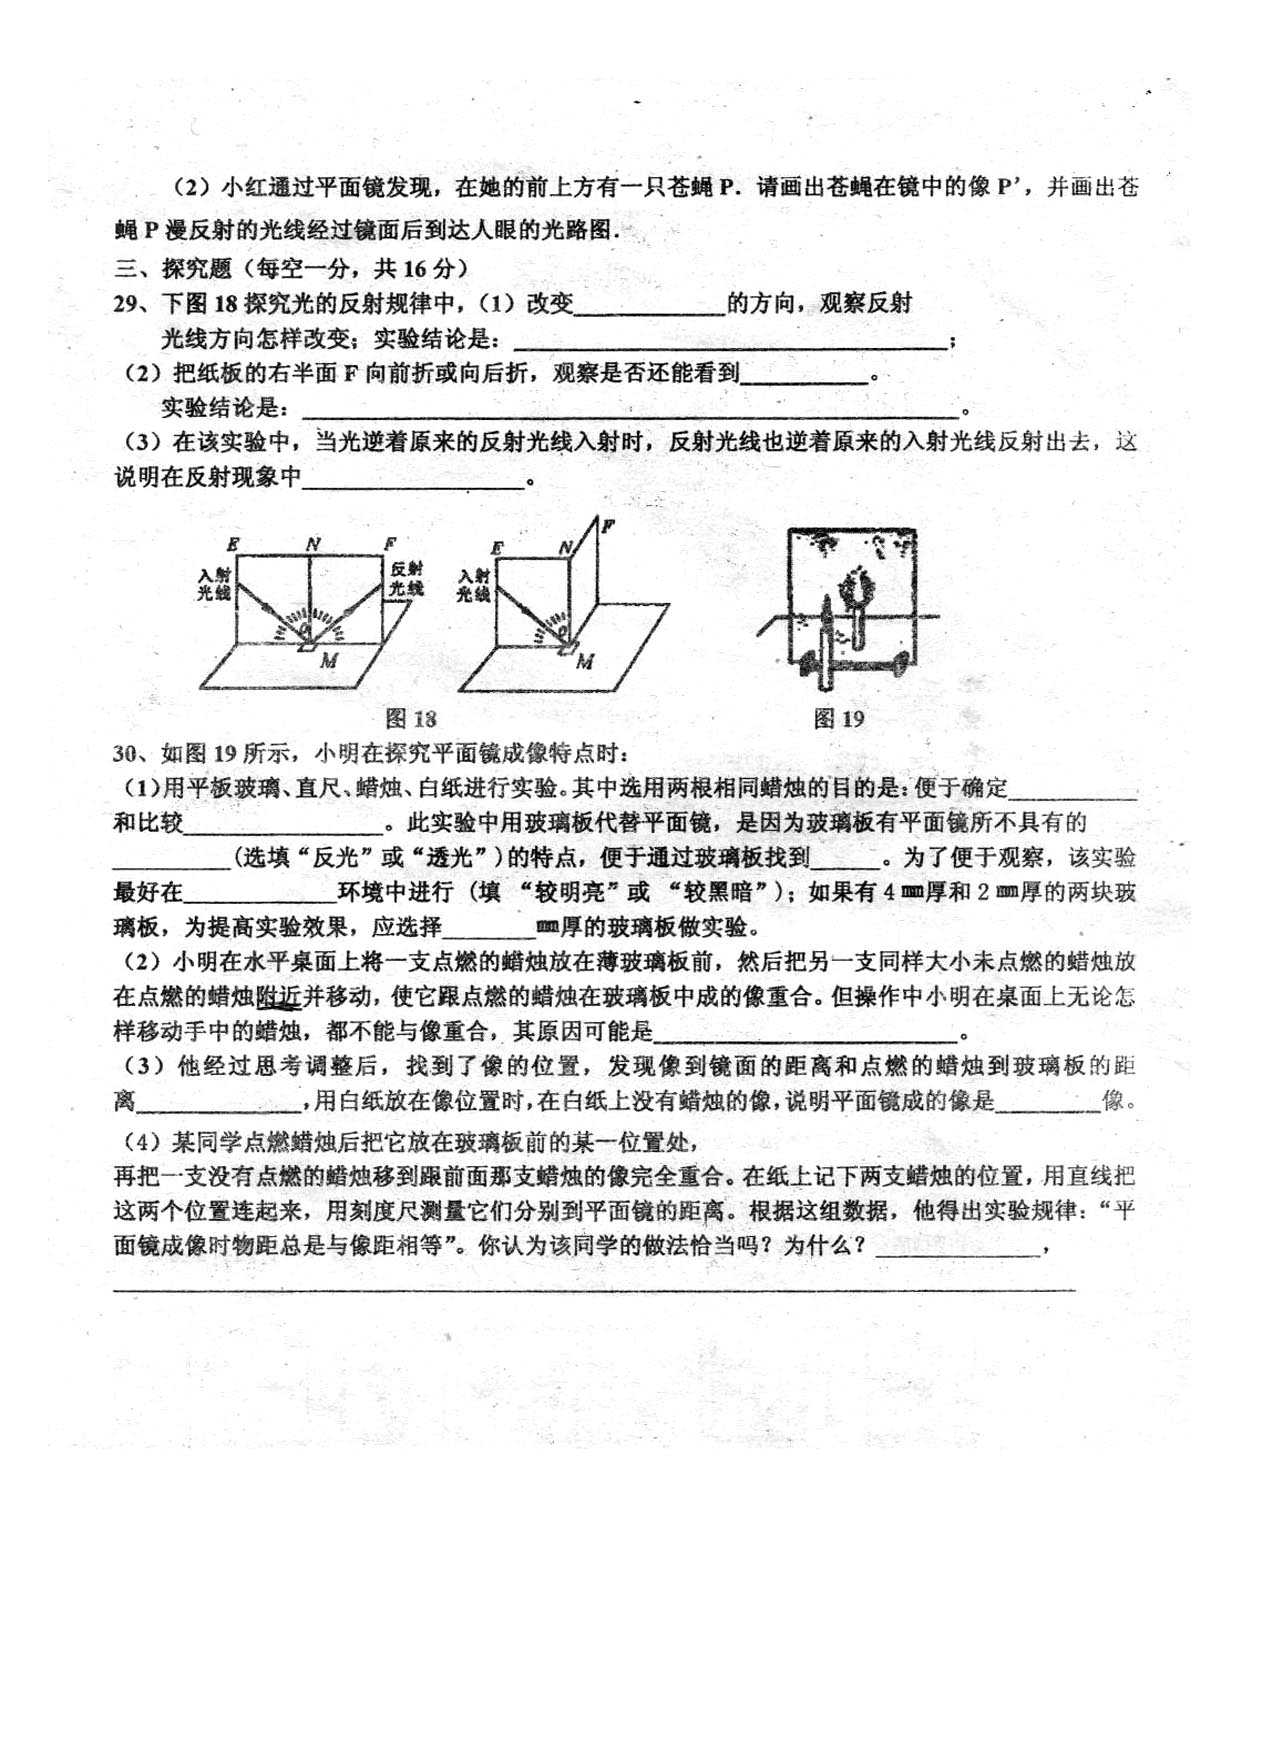 （2）小红通过平面镜发现，在她的前上方有一只苍蝇 P．请画出苍蝇在镜中的像 P’，并画出苍
蝇 P 漫反射的光线经过镜面后到达人眼的光路图．
三、探究题（每空一分，共 16 分）
29、下图 18 探究光的反射规律中，（1）改变____________的方向，观察反射
光线方向怎样改变；实验结论是：____________________________________；
（2）把纸板的右半面 F 向前折或向后折，观察是否还能看到__________。
实验结论是：______________________________________________________。
（3）在该实验中，当光逆着原来的反射光线入射时，反射光线也逆着原来的入射光线反射出去，这
说明在反射现象中__________________。
E N F
入射
光线
反射
光线
M
E N F
入射
光线
M
图 18
图 19
30、如图 19 所示，小明在探究平面镜成像特点时：
（1）用平板玻璃、直尺、蜡烛、白纸进行实验。其中选用两根相同蜡烛的目的是：便于确定__________
和比较________________。此实验中用玻璃板代替平面镜，是因为玻璃板有平面镜所不具有的
__________(选填“反光”或“透光”)的特点，便于通过玻璃板找到______。为了便于观察，该实验
最好在____________环境中进行（填 “较明亮”或 “较黑暗”）；如果有 4 ㎜厚和 2 ㎜厚的两块玻
璃板，为提高实验效果，应选择________㎜厚的玻璃板做实验。
（2）小明在水平桌面上将一支点燃的蜡烛放在薄玻璃板前，然后把另一支同样大小未点燃的蜡烛放
在点燃的蜡烛附近并移动，使它跟点燃的蜡烛在玻璃板中成的像重合。但操作中小明在桌面上无论怎
样移动手中的蜡烛，都不能与像重合，其原因可能是________________________。
（3）他经过思考调整后，找到了像的位置，发现像到镜面的距离和点燃的蜡烛到玻璃板的距
离______________,用白纸放在像位置时,在白纸上没有蜡烛的像,说明平面镜成的像是_________像。
（4）某同学点燃蜡烛后把它放在玻璃板前的某一位置处，
再把一支没有点燃的蜡烛移到跟前面那支蜡烛的像完全重合。在纸上记下两支蜡烛的位置，用直线把
这两个位置连起来，用刻度尺测量它们分别到平面镜的距离。根据这组数据，他得出实验规律：“平
面镜成像时物距总是与像距相等”。你认为该同学的做法恰当吗？为什么？______________，
________________________________________________________________________________